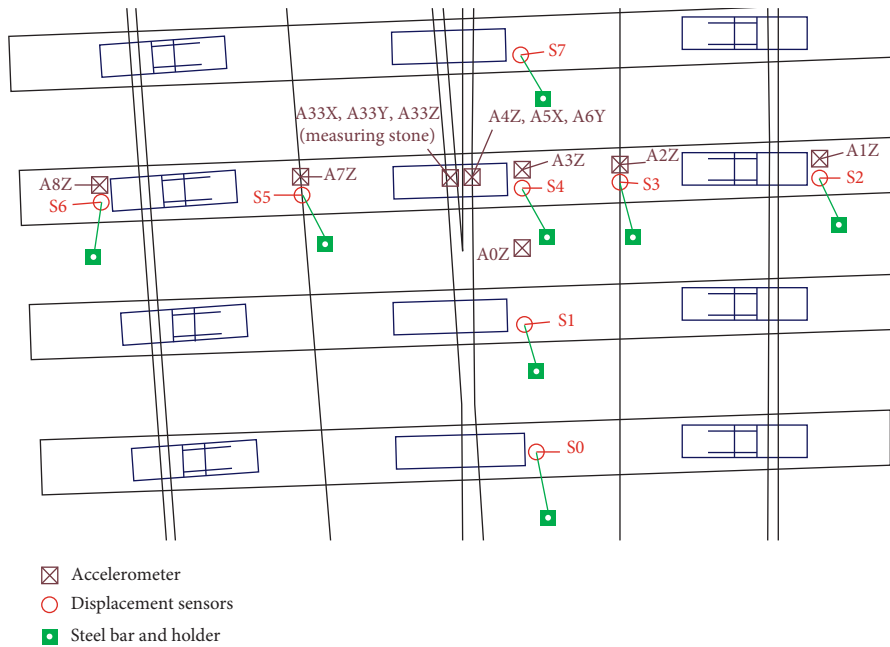 S7
A33X, A33Y, A33Z
(measuring stone)
A4Z, A5X, A6Y
A8Z
A7Z
A3Z
A2Z
A1Z
S6
S5
S4
S3
S2
A0Z
S1
S0
Accelerometer
Displacement sensors
Steel bar and holder